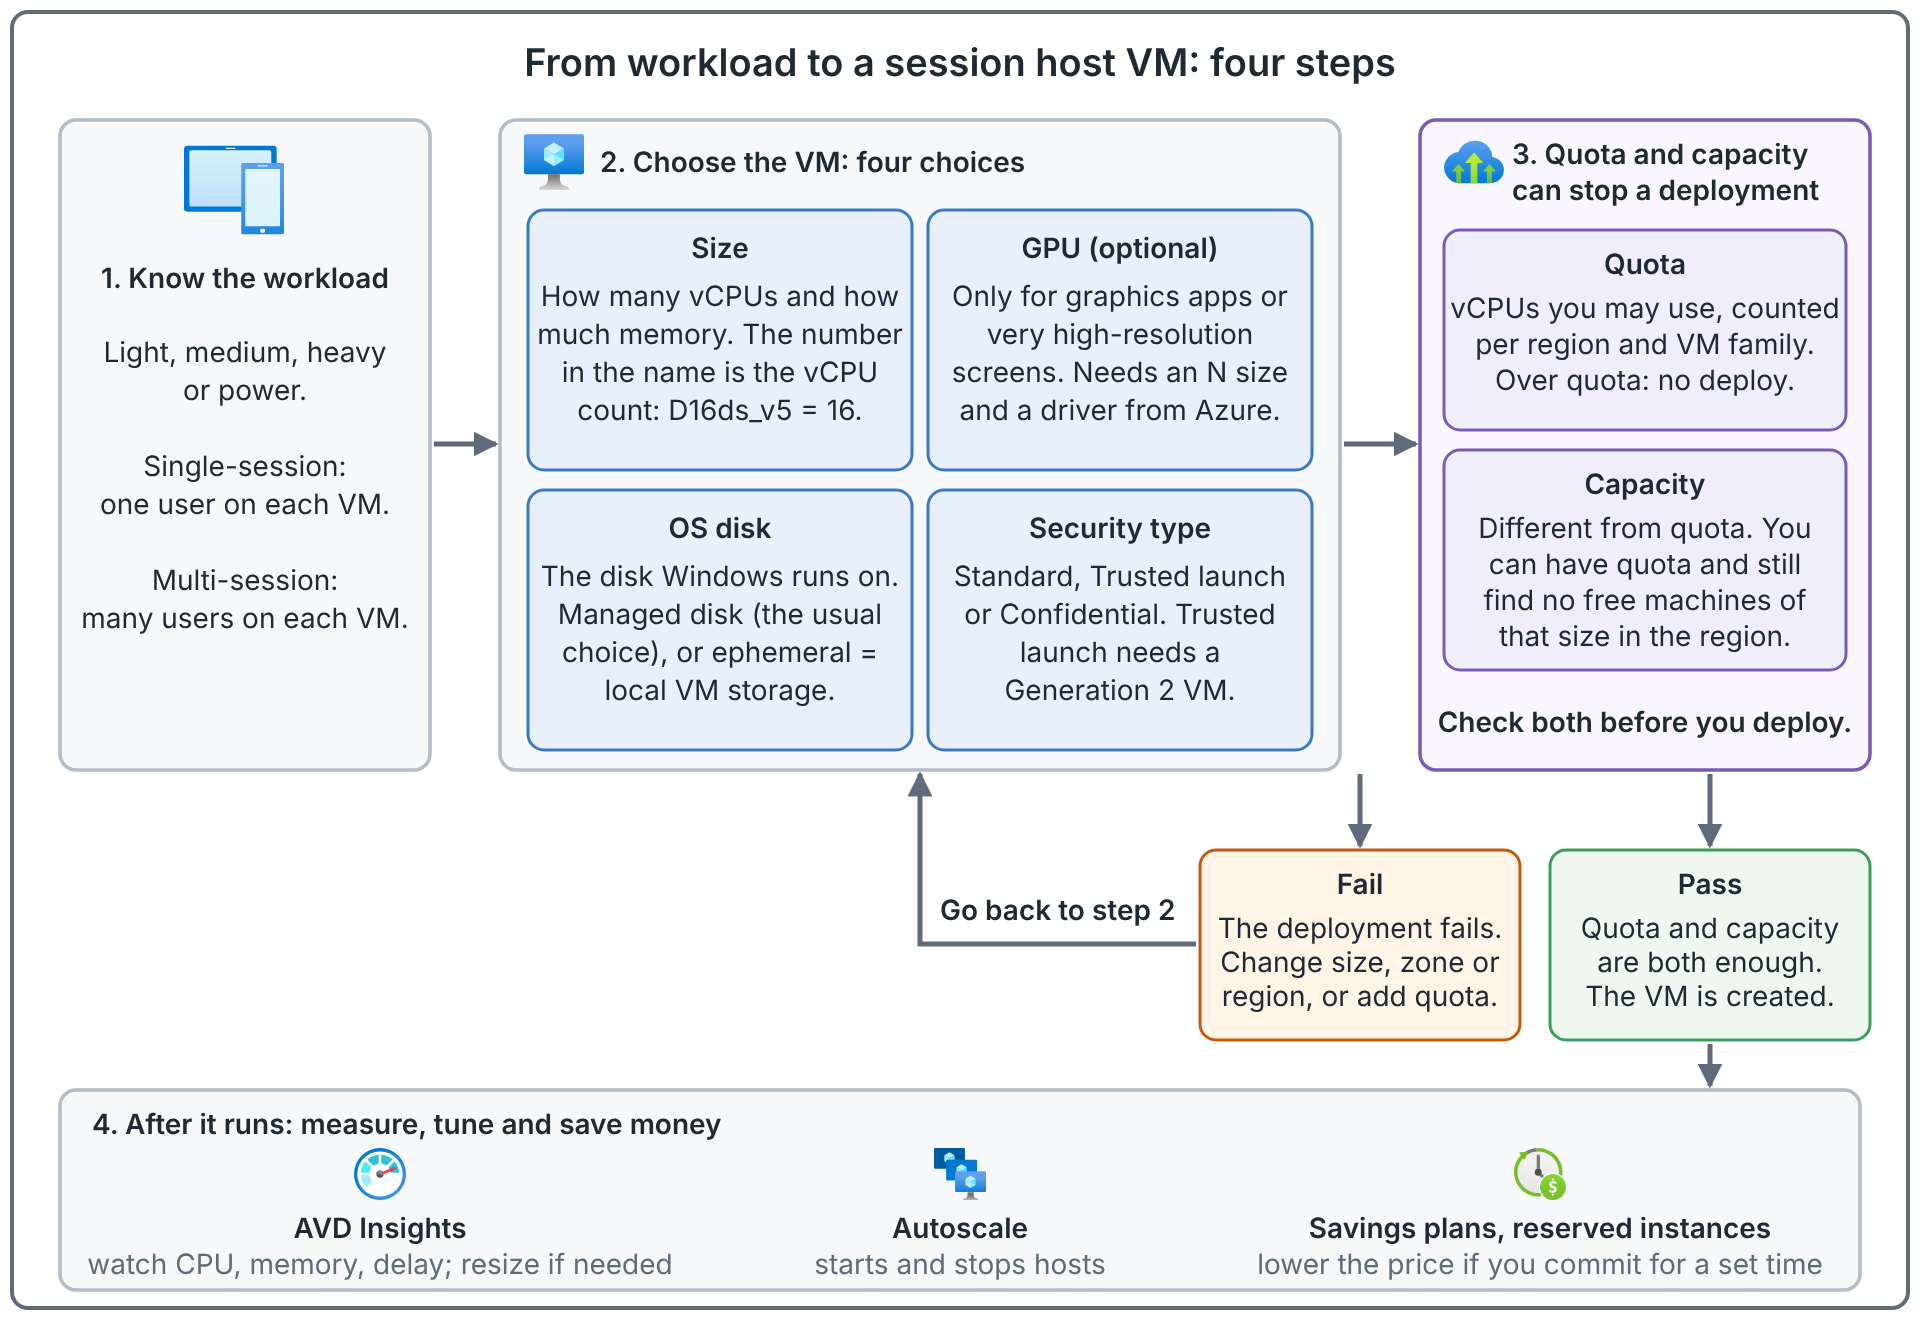 From workload to a session host VM: four steps
1. Know the workload
Light, medium, heavy
or power.
Single-session:
one user on each VM.
Multi-session:
many users on each VM.
2. Choose the VM: four choices
Size
How many vCPUs and how
much memory. The number
in the name is the vCPU
count: D16ds_v5 = 16.
GPU (optional)
Only for graphics apps or
very high-resolution
screens. Needs an N size
and a driver from Azure.
OS disk
The disk Windows runs on.
Managed disk (the usual
choice), or ephemeral =
local VM storage.
Security type
Standard, Trusted launch
or Confidential. Trusted
launch needs a
Generation 2 VM.
3. Quota and capacity
can stop a deployment
Quota
vCPUs you may use, counted
per region and VM family.
Over quota: no deploy.
Capacity
Different from quota. You
can have quota and still
find no free machines of
that size in the region.
Check both before you deploy.
Go back to step 2
Fail
The deployment fails.
Change size, zone or
region, or add quota.
Pass
Quota and capacity
are both enough.
The VM is created.
4. After it runs: measure, tune and save money
AVD Insights
watch CPU, memory, delay; resize if needed
Autoscale
starts and stops hosts
$
Savings plans, reserved instances
lower the price if you commit for a set time